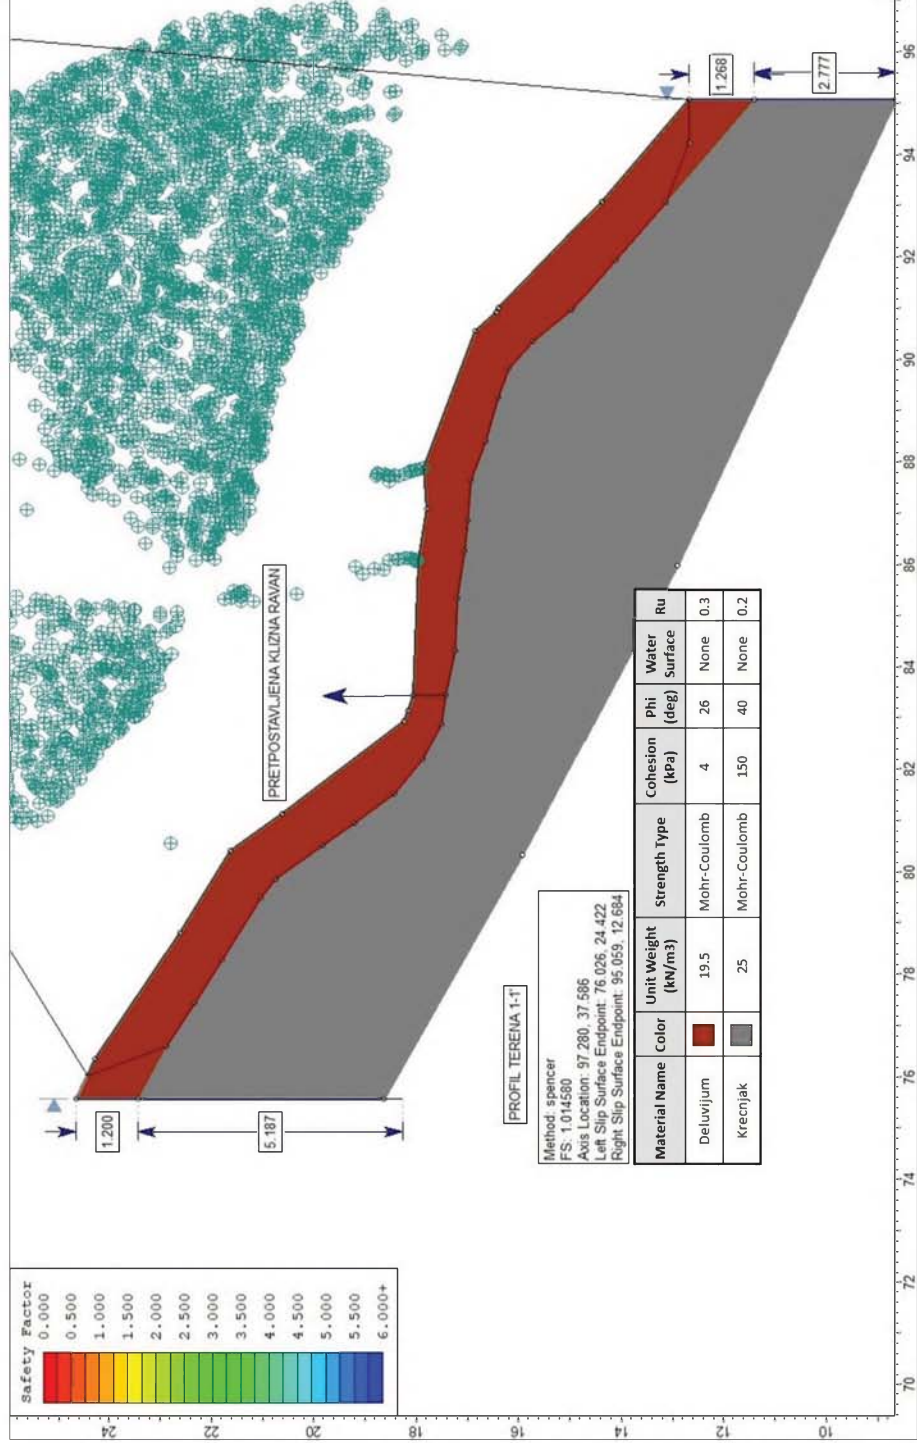 Safety Factor
0.000
0.500
1.000
1.500
2.000
2.500
3.000
3.500
4.000
4.500
5.000
5.500
6.000+
1.200
5.187
PRETPOSTAVLJENA KLIZNA RAVAN
1.268
2.777
PROFIL TERENA 1-1'
Method: spencer
FS: 1.014580
Axis Location: 97.280, 37.586
Left Slip Surface Endpoint: 76.026, 24.422
Right Slip Surface Endpoint: 95.059, 12.684
Material Name Color Unit Weight (kN/m3) Strength Type Cohesion (kPa) Phi (deg) Water Surface Ru
Deluvijum 19.5 Mohr-Coulomb 4 26 None 0.3
Krecnjak 25 Mohr-Coulomb 150 40 None 0.2
24
22
20
18
16
14
12
10
70 72 74 76 78 80 82 84 86 88 90 92 94 96